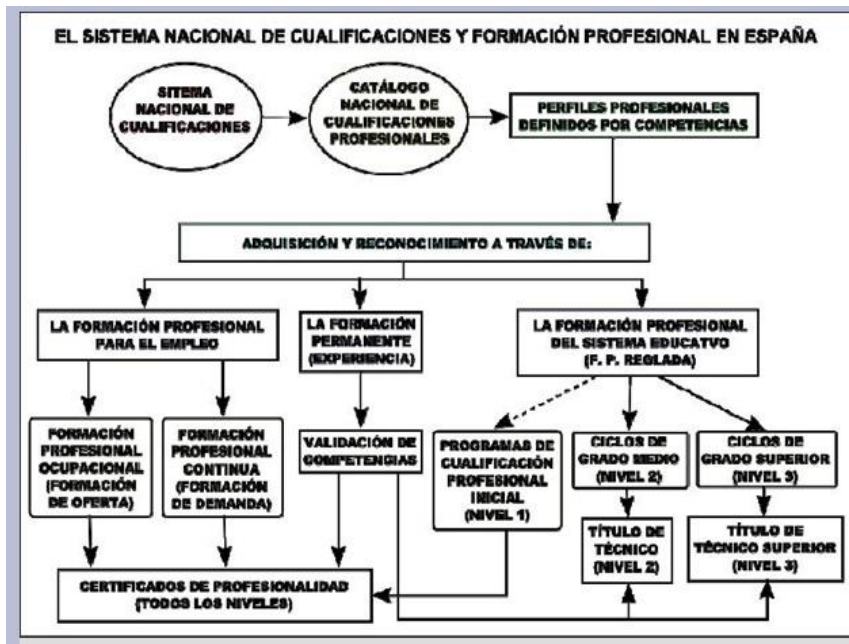 EL SISTEMA NACIONAL DE CUALIFICACIONES Y FORMACIÓN PROFESIONAL EN ESPAÑA
SITEMA
NACIONAL DE
CUALIFICACIONES
CATÁLOGO
NACIONAL DE
CUALIFICACIONES
PROFESIONALES
PERFILES PROFESIONALES
DEFINIDOS POR COMPETENCIAS
ADQUISICIÓN Y RECONOCIMIENTO A TRAVÉS DE:
LA FORMACIÓN PROFESIONAL
PARA EL EMPLEO
LA FORMACIÓN
PERMANENTE
(EXPERIENCIA)
LA FORMACIÓN PROFESIONAL
DEL SISTEMA EDUCATVO
(F. P. REGLADA)
FORMACIÓN
PROFESIONAL
OCUPACIONAL
(FORMACIÓN
DE OFERTA)
FORMACIÓN
PROFESIONAL
CONTINUA
(FORMACIÓN
DE DEMANDA)
VALIDACIÓN DE
COMPETENCIAS
PROGRAMAS DE
CUALIFICACIÓN
PROFESIONAL
INICIAL
(NIVEL 1)
CICLOS DE
GRADO MEDIO
(NIVEL 2)
CICLOS DE
GRADO SUPERIOR
(NIVEL 3)
TÍTULO DE
TÉCNICO
(NIVEL 2)
TÍTULO DE
TÉCNICO SUPERIOR
(NIVEL 3)
CERTIFICADOS DE PROFESIONALIDAD
(TODOS LOS NIVELES)